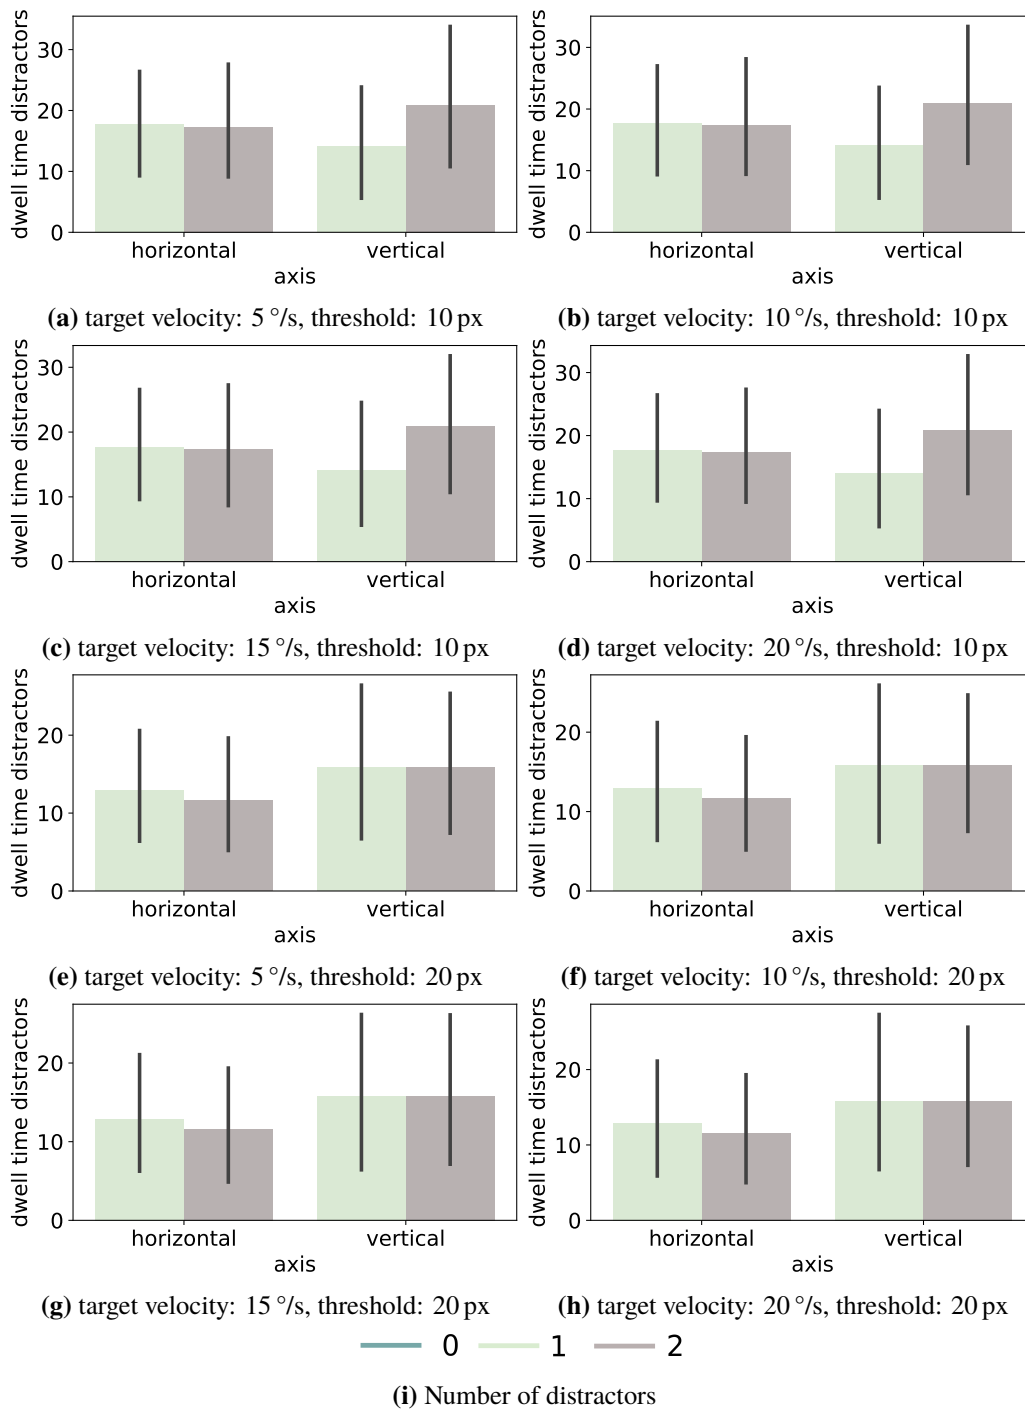 dwell time distractors
30
20
10
0
horizontal
vertical
axis
(a) target velocity: 5 °/s, threshold: 10 px
dwell time distractors
30
20
10
0
horizontal
vertical
axis
(b) target velocity: 10 °/s, threshold: 10 px
dwell time distractors
30
20
10
0
horizontal
vertical
axis
(c) target velocity: 15 °/s, threshold: 10 px
dwell time distractors
30
20
10
0
horizontal
vertical
axis
(d) target velocity: 20 °/s, threshold: 10 px
dwell time distractors
20
10
0
horizontal
vertical
axis
(e) target velocity: 5 °/s, threshold: 20 px
dwell time distractors
20
10
0
horizontal
vertical
axis
(f) target velocity: 10 °/s, threshold: 20 px
dwell time distractors
20
10
0
horizontal
vertical
axis
(g) target velocity: 15 °/s, threshold: 20 px
dwell time distractors
20
10
0
horizontal
vertical
axis
(h) target velocity: 20 °/s, threshold: 20 px
0 1 2
(i) Number of distractors